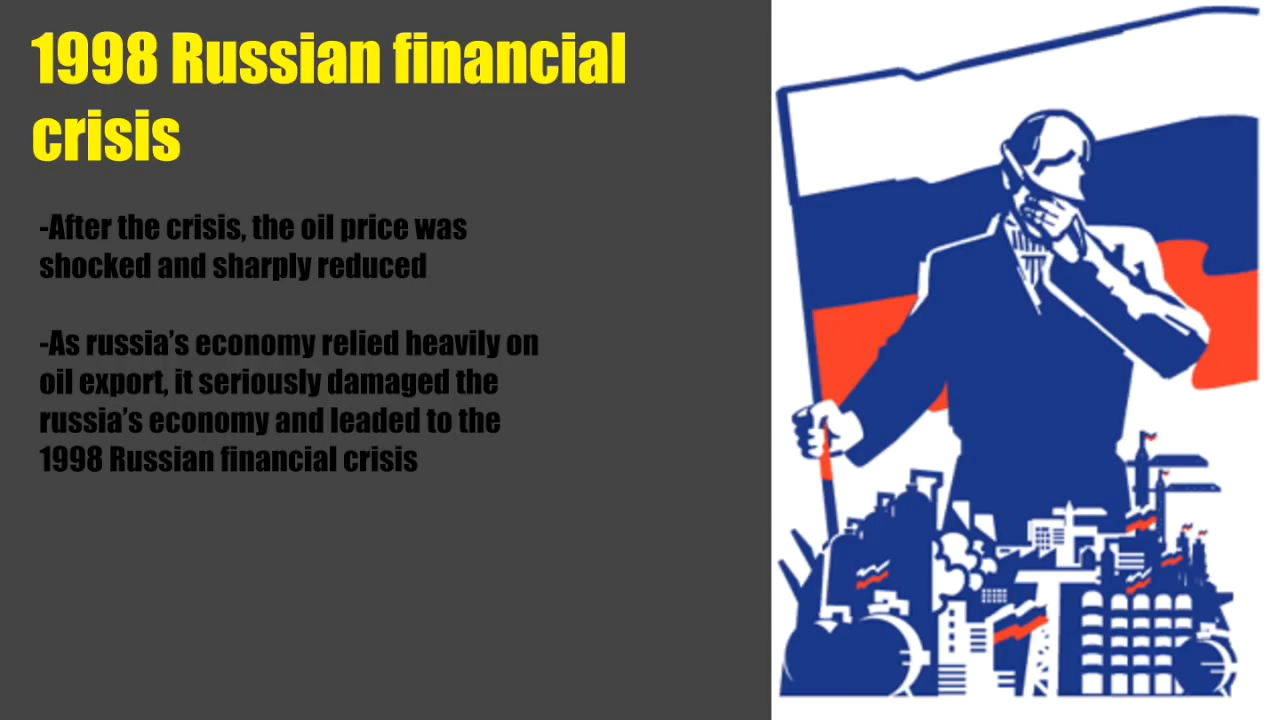 1998 Russian financial
crisis
-After the crisis, the oil price was
shocked and sharply reduced
-As russia's economy relied heavily on
oil export, it seriously damaged the
russia's economy and leaded to the
1998 Russian financial crisis